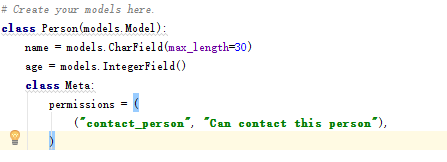 # Create your models here.
class Person(models.Model):
    name = models.CharField(max_length=30)
    age = models.IntegerField()
    class Meta:
        permissions = (
            ("contact_person", "Can contact this person"),
        )